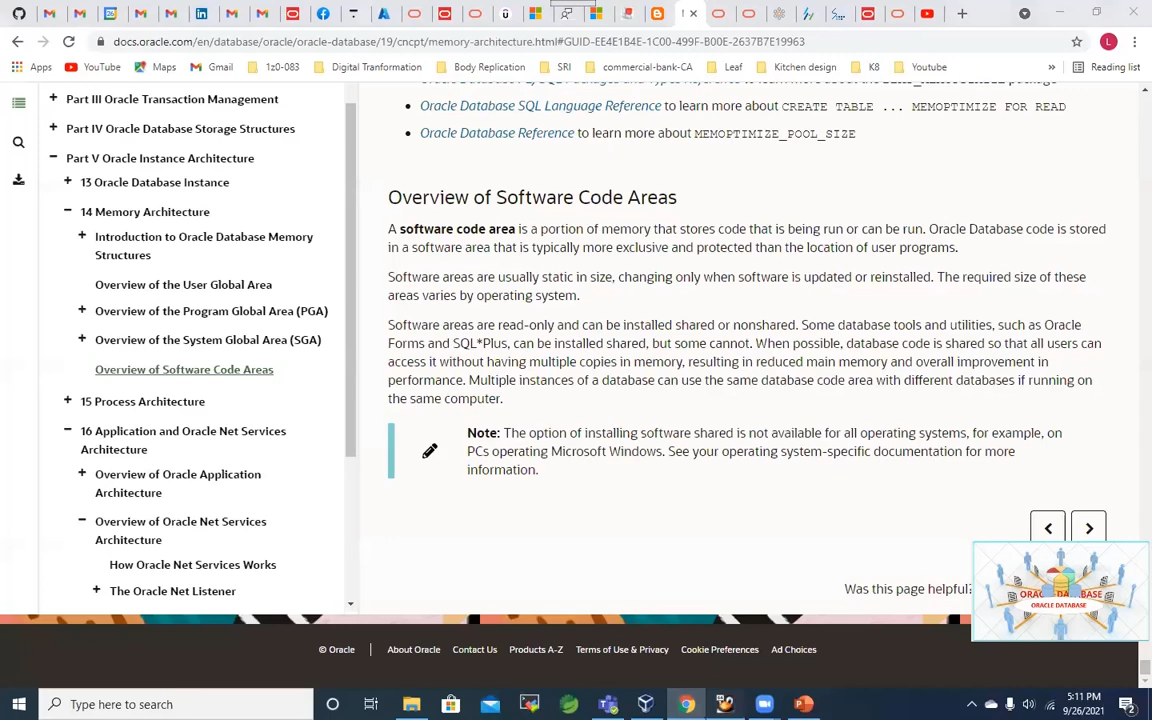 docs.oracle.com/en/database/oracle/oracle-database/19/cncpt/memory-architecture.html#GUID-EE4E1B4E-1C00-499F-B00E-2637B7E19963
L
Apps YouTube Maps Gmail 1z0-083 Digital Tranformation Body Replication SRI commercial-bank-CA Leaf Kitchen design K8 Youtube » Reading list
Part III Oracle Transaction Management
Part IV Oracle Database Storage Structures
Part V Oracle Instance Architecture
13 Oracle Database Instance
14 Memory Architecture
Introduction to Oracle Database Memory
Structures
Overview of the User Global Area
Overview of the Program Global Area (PGA)
Overview of the System Global Area (SGA)
Overview of Software Code Areas
15 Process Architecture
16 Application and Oracle Net Services
Architecture
Overview of Oracle Application
Architecture
Overview of Oracle Net Services
Architecture
How Oracle Net Services Works
The Oracle Net Listener
Oracle Database SQL Language Reference to learn more about CREATE TABLE ... MEMOPTIMIZE FOR READ
Oracle Database Reference to learn more about MEMOPTIMIZE_POOL_SIZE
Overview of Software Code Areas
A software code area is a portion of memory that stores code that is being run or can be run. Oracle Database code is stored
in a software area that is typically more exclusive and protected than the location of user programs.
Software areas are usually static in size, changing only when software is updated or reinstalled. The required size of these
areas varies by operating system.
Software areas are read-only and can be installed shared or nonshared. Some database tools and utilities, such as Oracle
Forms and SQL*Plus, can be installed shared, but some cannot. When possible, database code is shared so that all users can
access it without having multiple copies in memory, resulting in reduced main memory and overall improvement in
performance. Multiple instances of a database can use the same database code area with different databases if running on
the same computer.
Note: The option of installing software shared is not available for all operating systems, for example, on
PCs operating Microsoft Windows. See your operating system-specific documentation for more
information.
Was this page helpful?
ORACLE DATABASE
© Oracle About Oracle Contact Us Products A-Z Terms of Use & Privacy Cookie Preferences Ad Choices
Type here to search
5:11 PM
9/26/2021
2